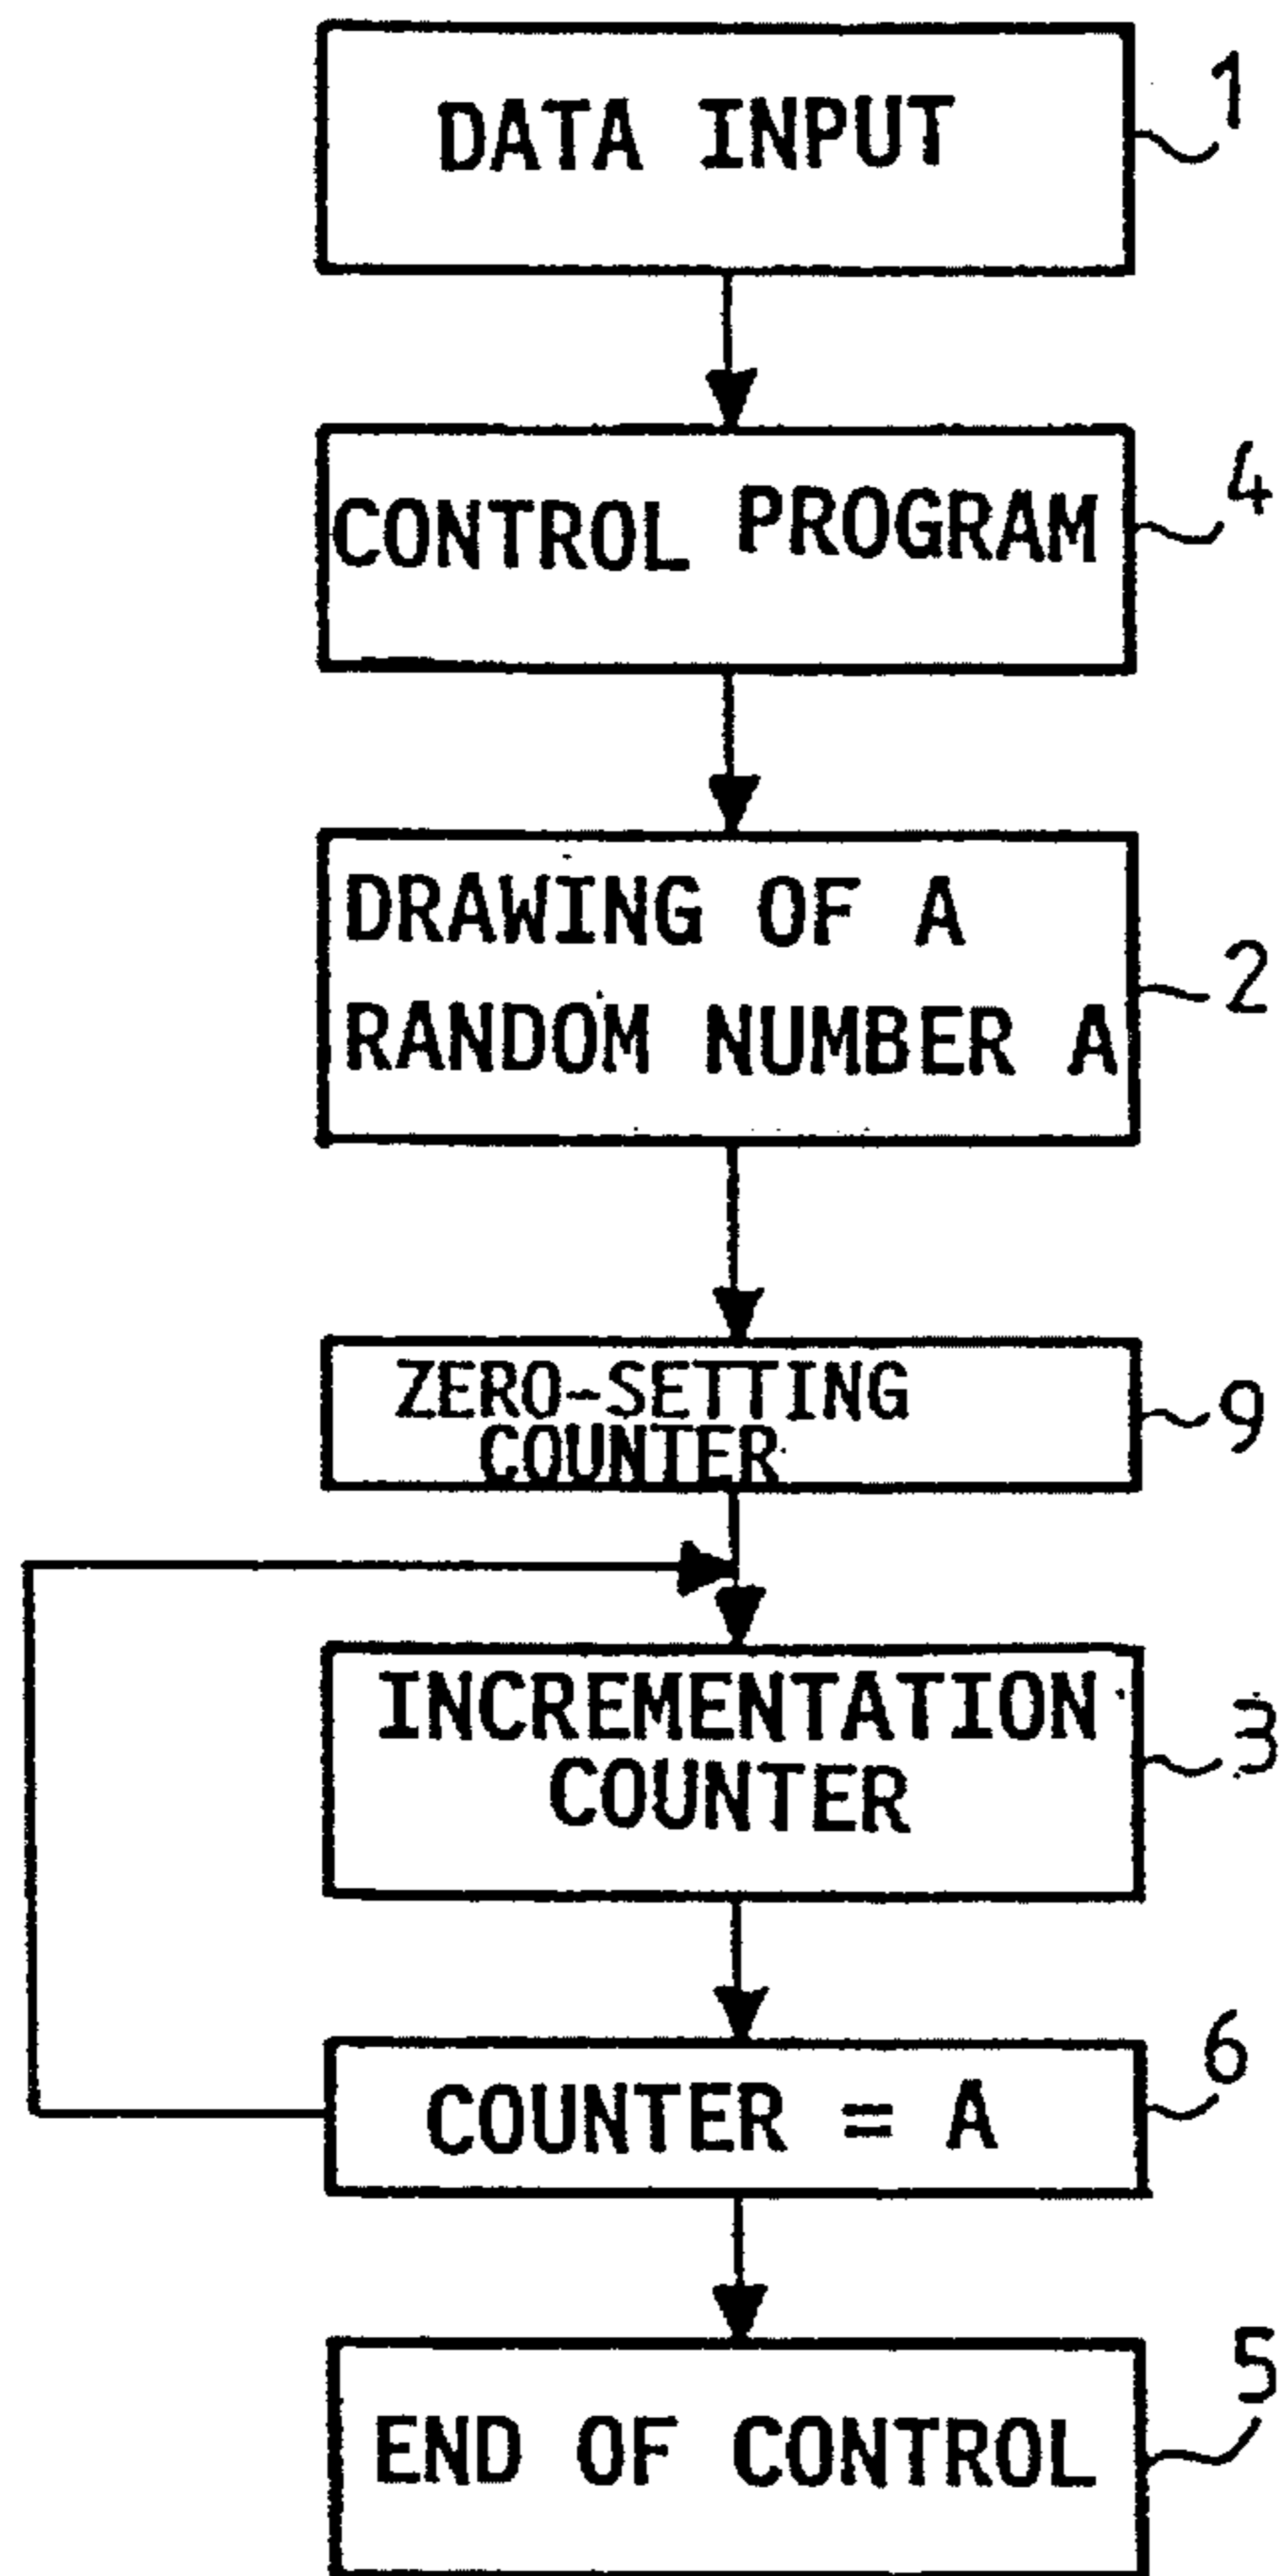 DATA INPUT
1
CONTROL PROGRAM
4
DRAWING OF A
RANDOM NUMBER A
2
ZERO-SETTING
COUNTER
9
INCREMENTATION
COUNTER
3
COUNTER = A
6
END OF CONTROL
5